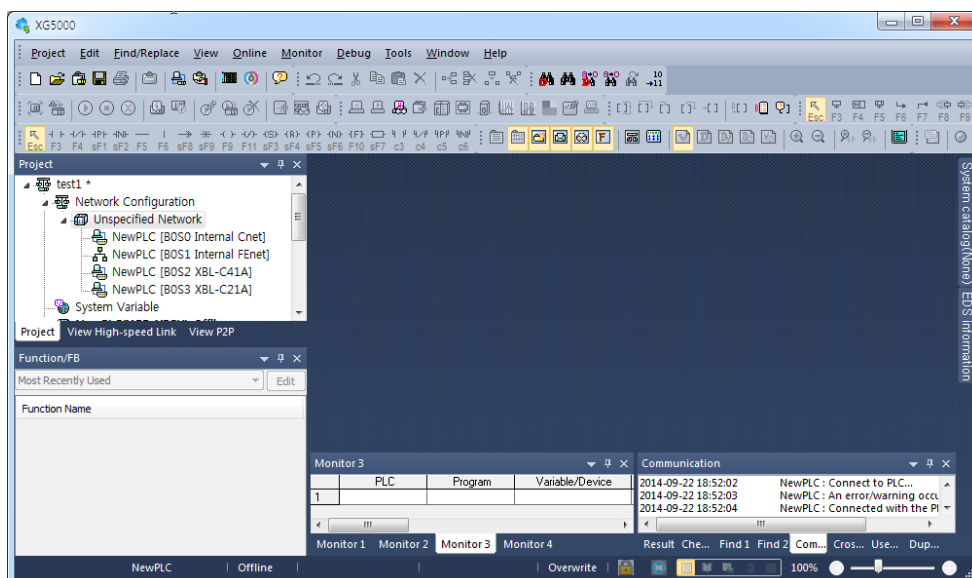 XG5000
Project Edit Find/Replace View Online Monitor Debug Tools Window Help
Esc F3 F4 F5 F6 F7 F8 F9
Esc F3 F4 sF1 sF2 F5 F6 sF8 sF9 F9 F11 sF3 sF4 sF5 sF6 F10 sF7 c3 c4 c5 c6
Project
test1 *
Network Configuration
Unspecified Network
NewPLC [B0S0 Internal Cnet]
NewPLC [B0S1 Internal FEnet]
NewPLC [B0S2 XBL-C41A]
NewPLC [B0S3 XBL-C21A]
System Variable
Project View High-speed Link View P2P
Function/FB
Most Recently Used Edit
Function Name
System catalog(None) EDS information
Monitor 3
PLC Program Variable/Device
1
Monitor 1 Monitor 2 Monitor 3 Monitor 4
Communication
2014-09-22 18:52:02 NewPLC : Connect to PLC...
2014-09-22 18:52:03 NewPLC : An error/warning occu
2014-09-22 18:52:04 NewPLC : Connected with the Pl
Result Che... Find 1 Find 2 Com... Cros... Use... Dup...
NewPLC Offline Overwrite 100%